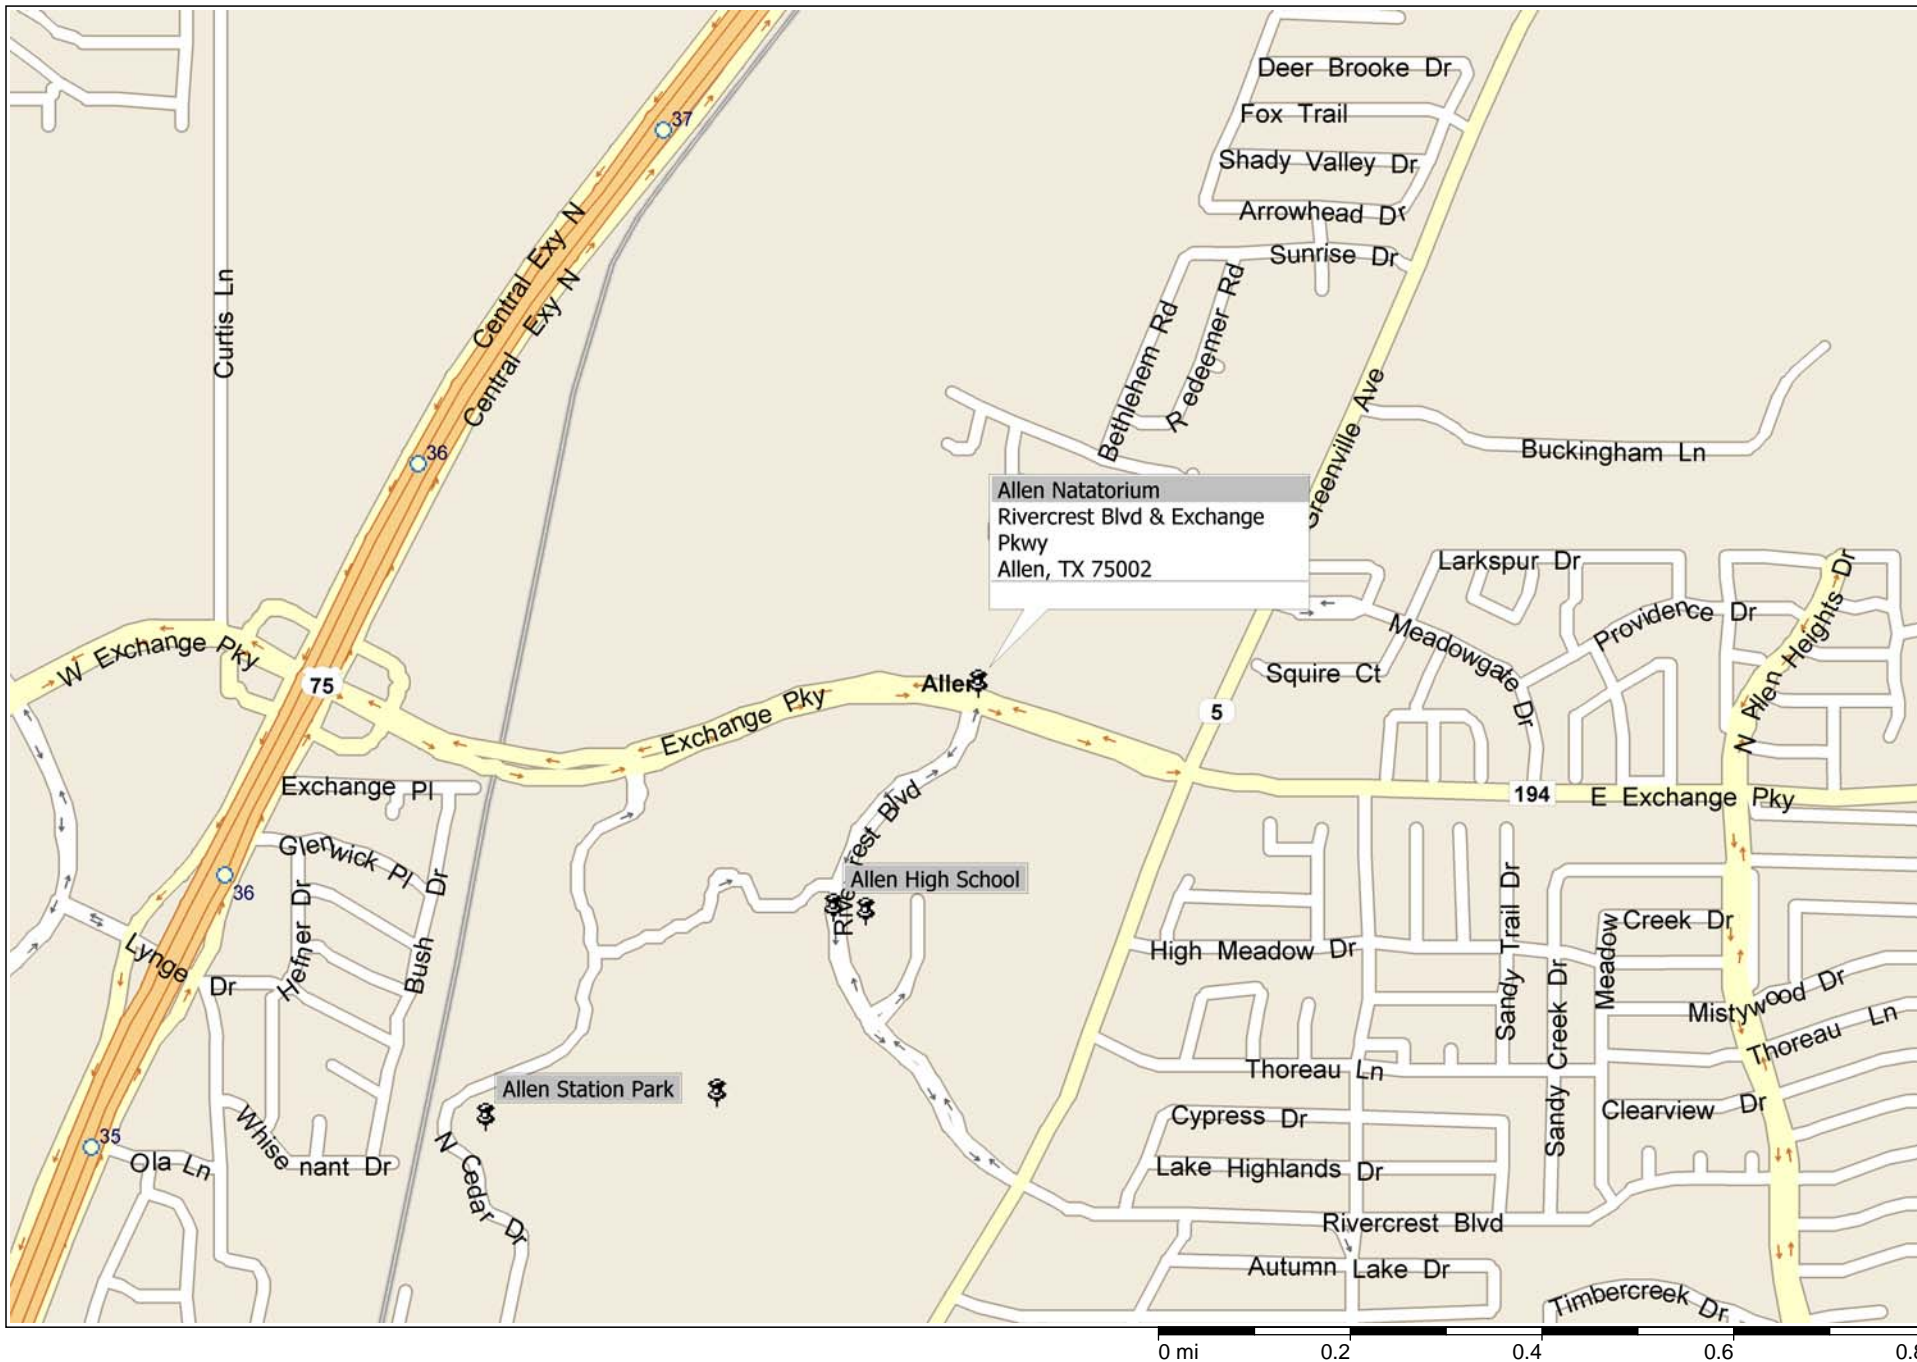 Deer Brooke Dr
Fox Trail
Shady Valley Dr
Arrowhead Dr
Sunrise Dr
37
Central Exy N
Central Exy N
Curtis Ln
Bethlehem Rd
Redeemer Rd
Greenville Ave
Buckingham Ln
36
Allen Natatorium
Rivercrest Blvd & Exchange
Pkwy
Allen, TX 75002
Larkspur Dr
Providence Dr
N Allen Heights Dr
Meadowgate Dr
Squire Ct
W Exchange Pky
75
Allen
Exchange Pky
5
194
E Exchange Pky
Exchange Pl
Glenwick Pl
Hefner Dr
Bush Dr
36
Rivercrest Blvd
Allen High School
Lynge Dr
High Meadow Dr
Sandy Trail Dr
Sandy Creek Dr
Meadow Creek Dr
Mistywood Dr
Thoreau Ln
Thoreau Ln
Allen Station Park
Cypress Dr
Clearview Dr
Whisenant Dr
35
Ola Ln
N Cedar Dr
Lake Highlands Dr
Rivercrest Blvd
Autumn Lake Dr
Timbercreek Dr
0 mi 0.2 0.4 0.6 0.8